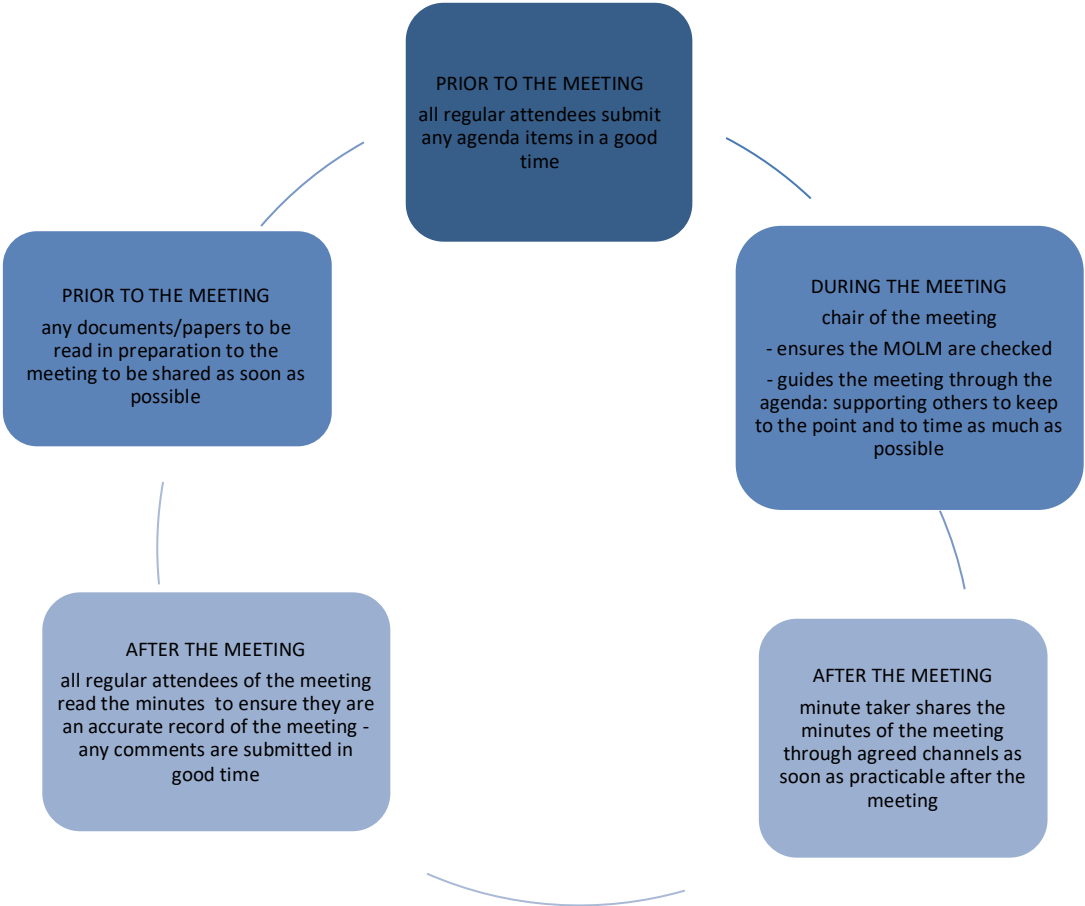 PRIOR TO THE MEETING
all regular attendees submit
any agenda items in a good
time
DURING THE MEETING
chair of the meeting
- ensures the MOLM are checked
- guides the meeting through the
agenda: supporting others to keep
to the point and to time as much as
possible
AFTER THE MEETING
minute taker shares the
minutes of the meeting
through agreed channels as
soon as practicable after the
meeting
AFTER THE MEETING
all regular attendees of the meeting
read the minutes  to ensure they are
an accurate record of the meeting -
any comments are submitted in
good time
PRIOR TO THE MEETING
any documents/papers to be
read in preparation to the
meeting to be shared as soon as
possible